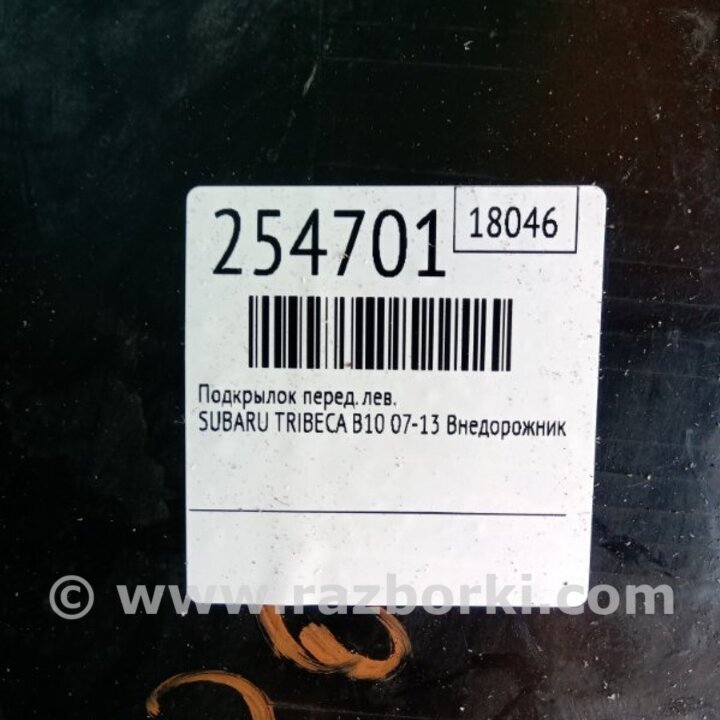 254701
18046
Подкрылок перед. лев.
SUBARU TRIBECA B10 07-13 Внедорожник
© www.razborki.com